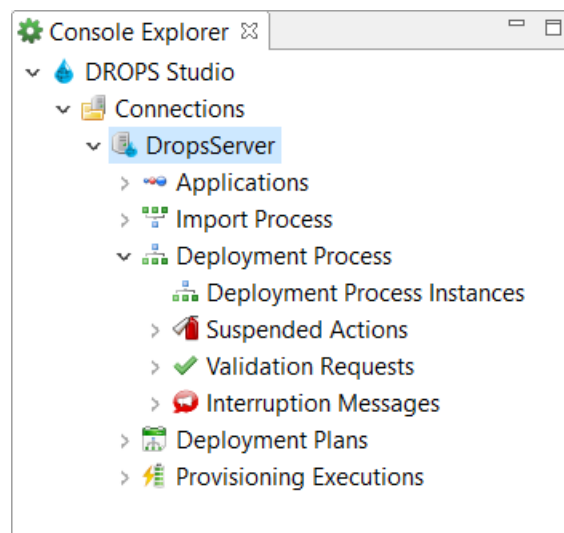 Console Explorer
DROPS Studio
Connections
DropsServer
Applications
Import Process
Deployment Process
Deployment Process Instances
Suspended Actions
Validation Requests
Interruption Messages
Deployment Plans
Provisioning Executions